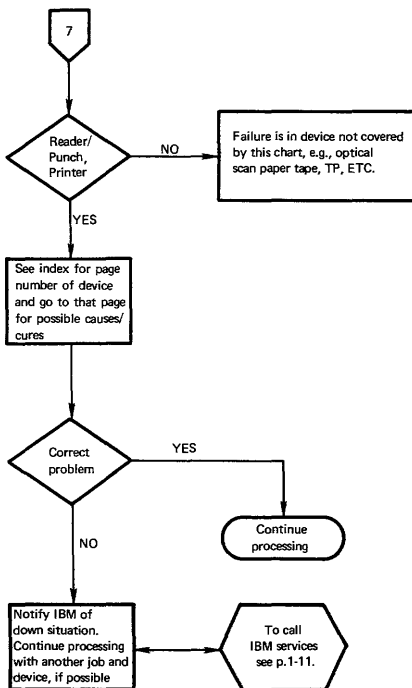 7
Reader/
Punch,
Printer
NO
Failure is in device not covered
by this chart, e.g., optical
scan paper tape, TP, ETC.
YES
See index for page
number of device
and go to that page
for possible causes/
cures
Correct
problem
YES
Continue
processing
NO
Notify IBM of
down situation.
Continue processing
with another job and
device, if possible
To call
IBM services
see p.1-11.